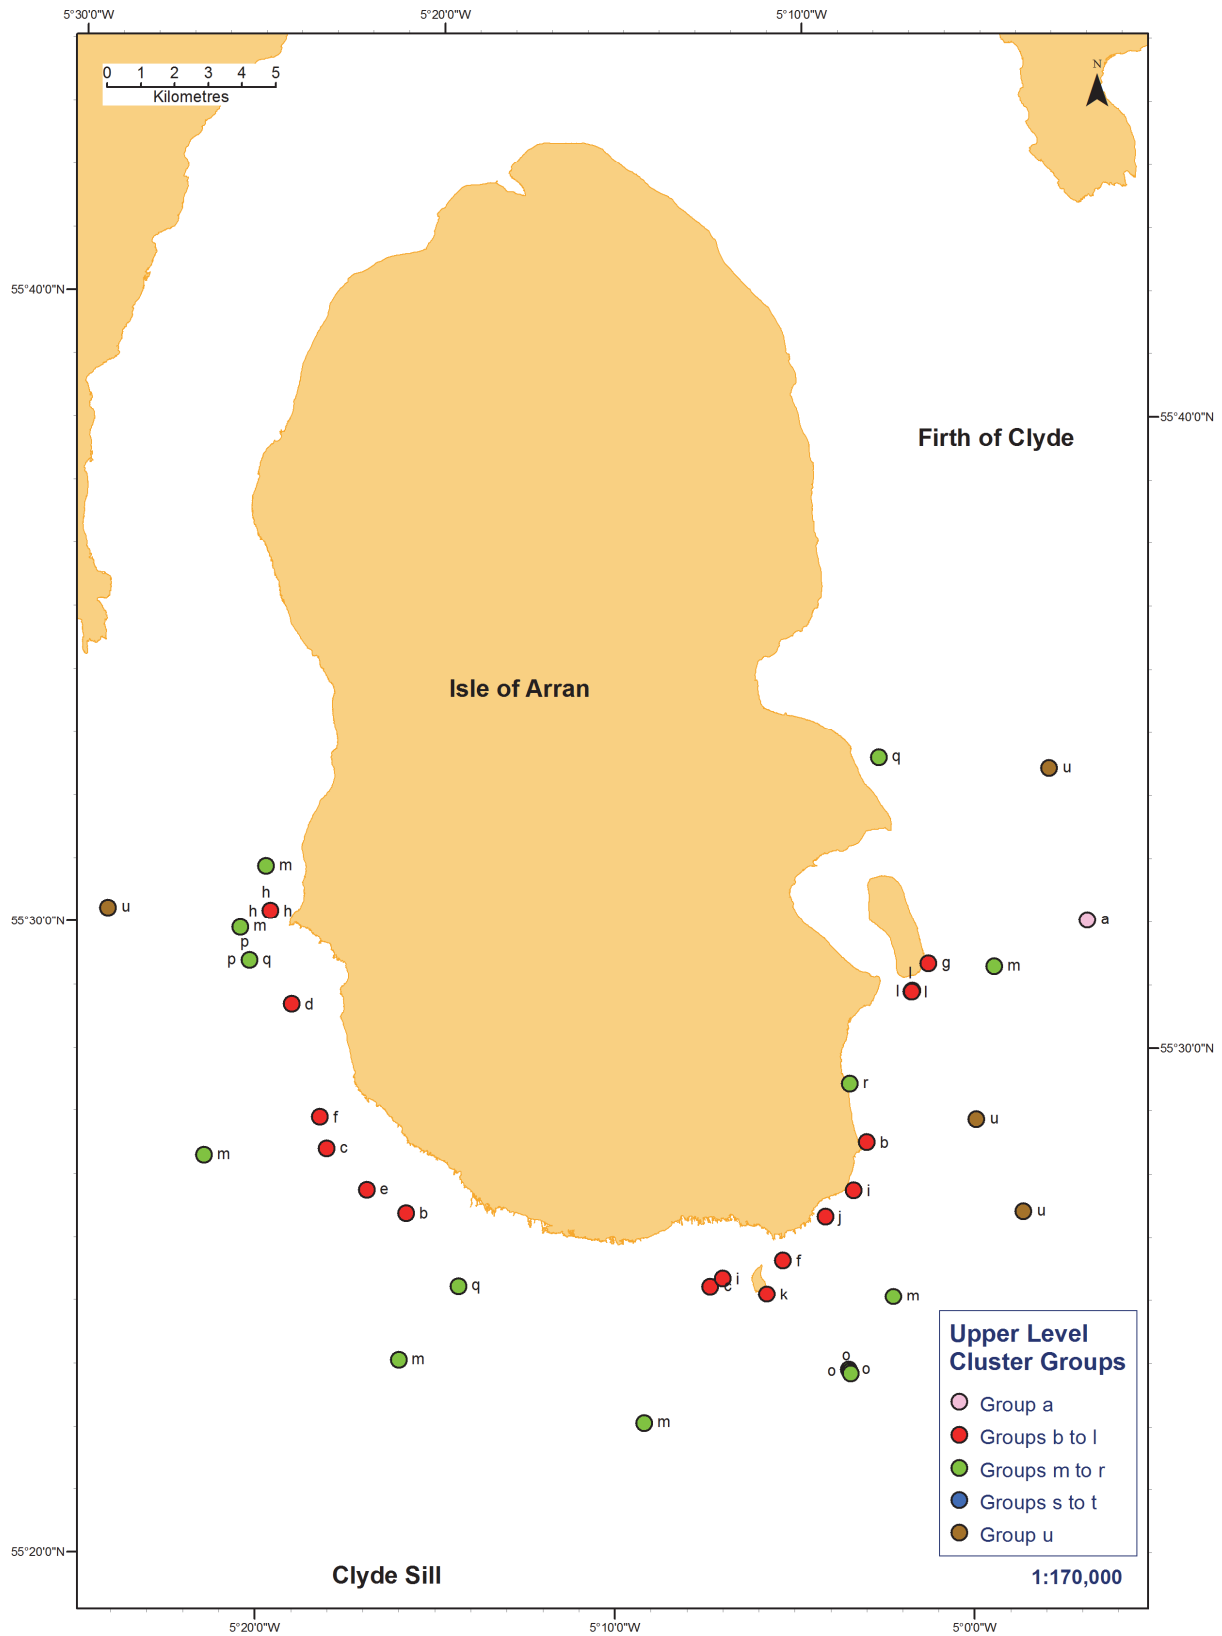 5°30'0"W 5°20'0"W 5°10'0"W
0 1 2 3 4 5
Kilometres
N
55°40'0"N
55°40'0"N
Firth of Clyde
Isle of Arran
q
u
m
h
u
h h
m
a
p
p q
g
m
l
l l
d
55°30'0"N
55°30'0"N
r
f
u
b
c
m
e
i
b
u
j
f
i
q
c
k
m
o
o o
m
m
Upper Level
Cluster Groups
Group a
Groups b to l
Groups m to r
Groups s to t
Group u
55°20'0"N
Clyde Sill
1:170,000
5°20'0"W 5°10'0"W 5°0'0"W